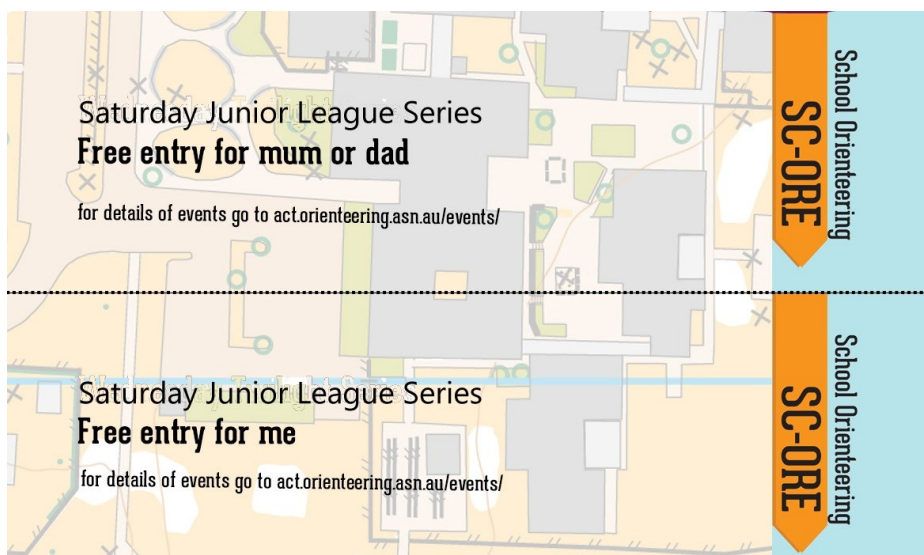 Saturday Junior League Series
Free entry for mum or dad
for details of events go to act.orienteering.asn.au/events/
School Orienteering
SC-ORE
Saturday Junior League Series
Free entry for me
for details of events go to act.orienteering.asn.au/events/
School Orienteering
SC-ORE